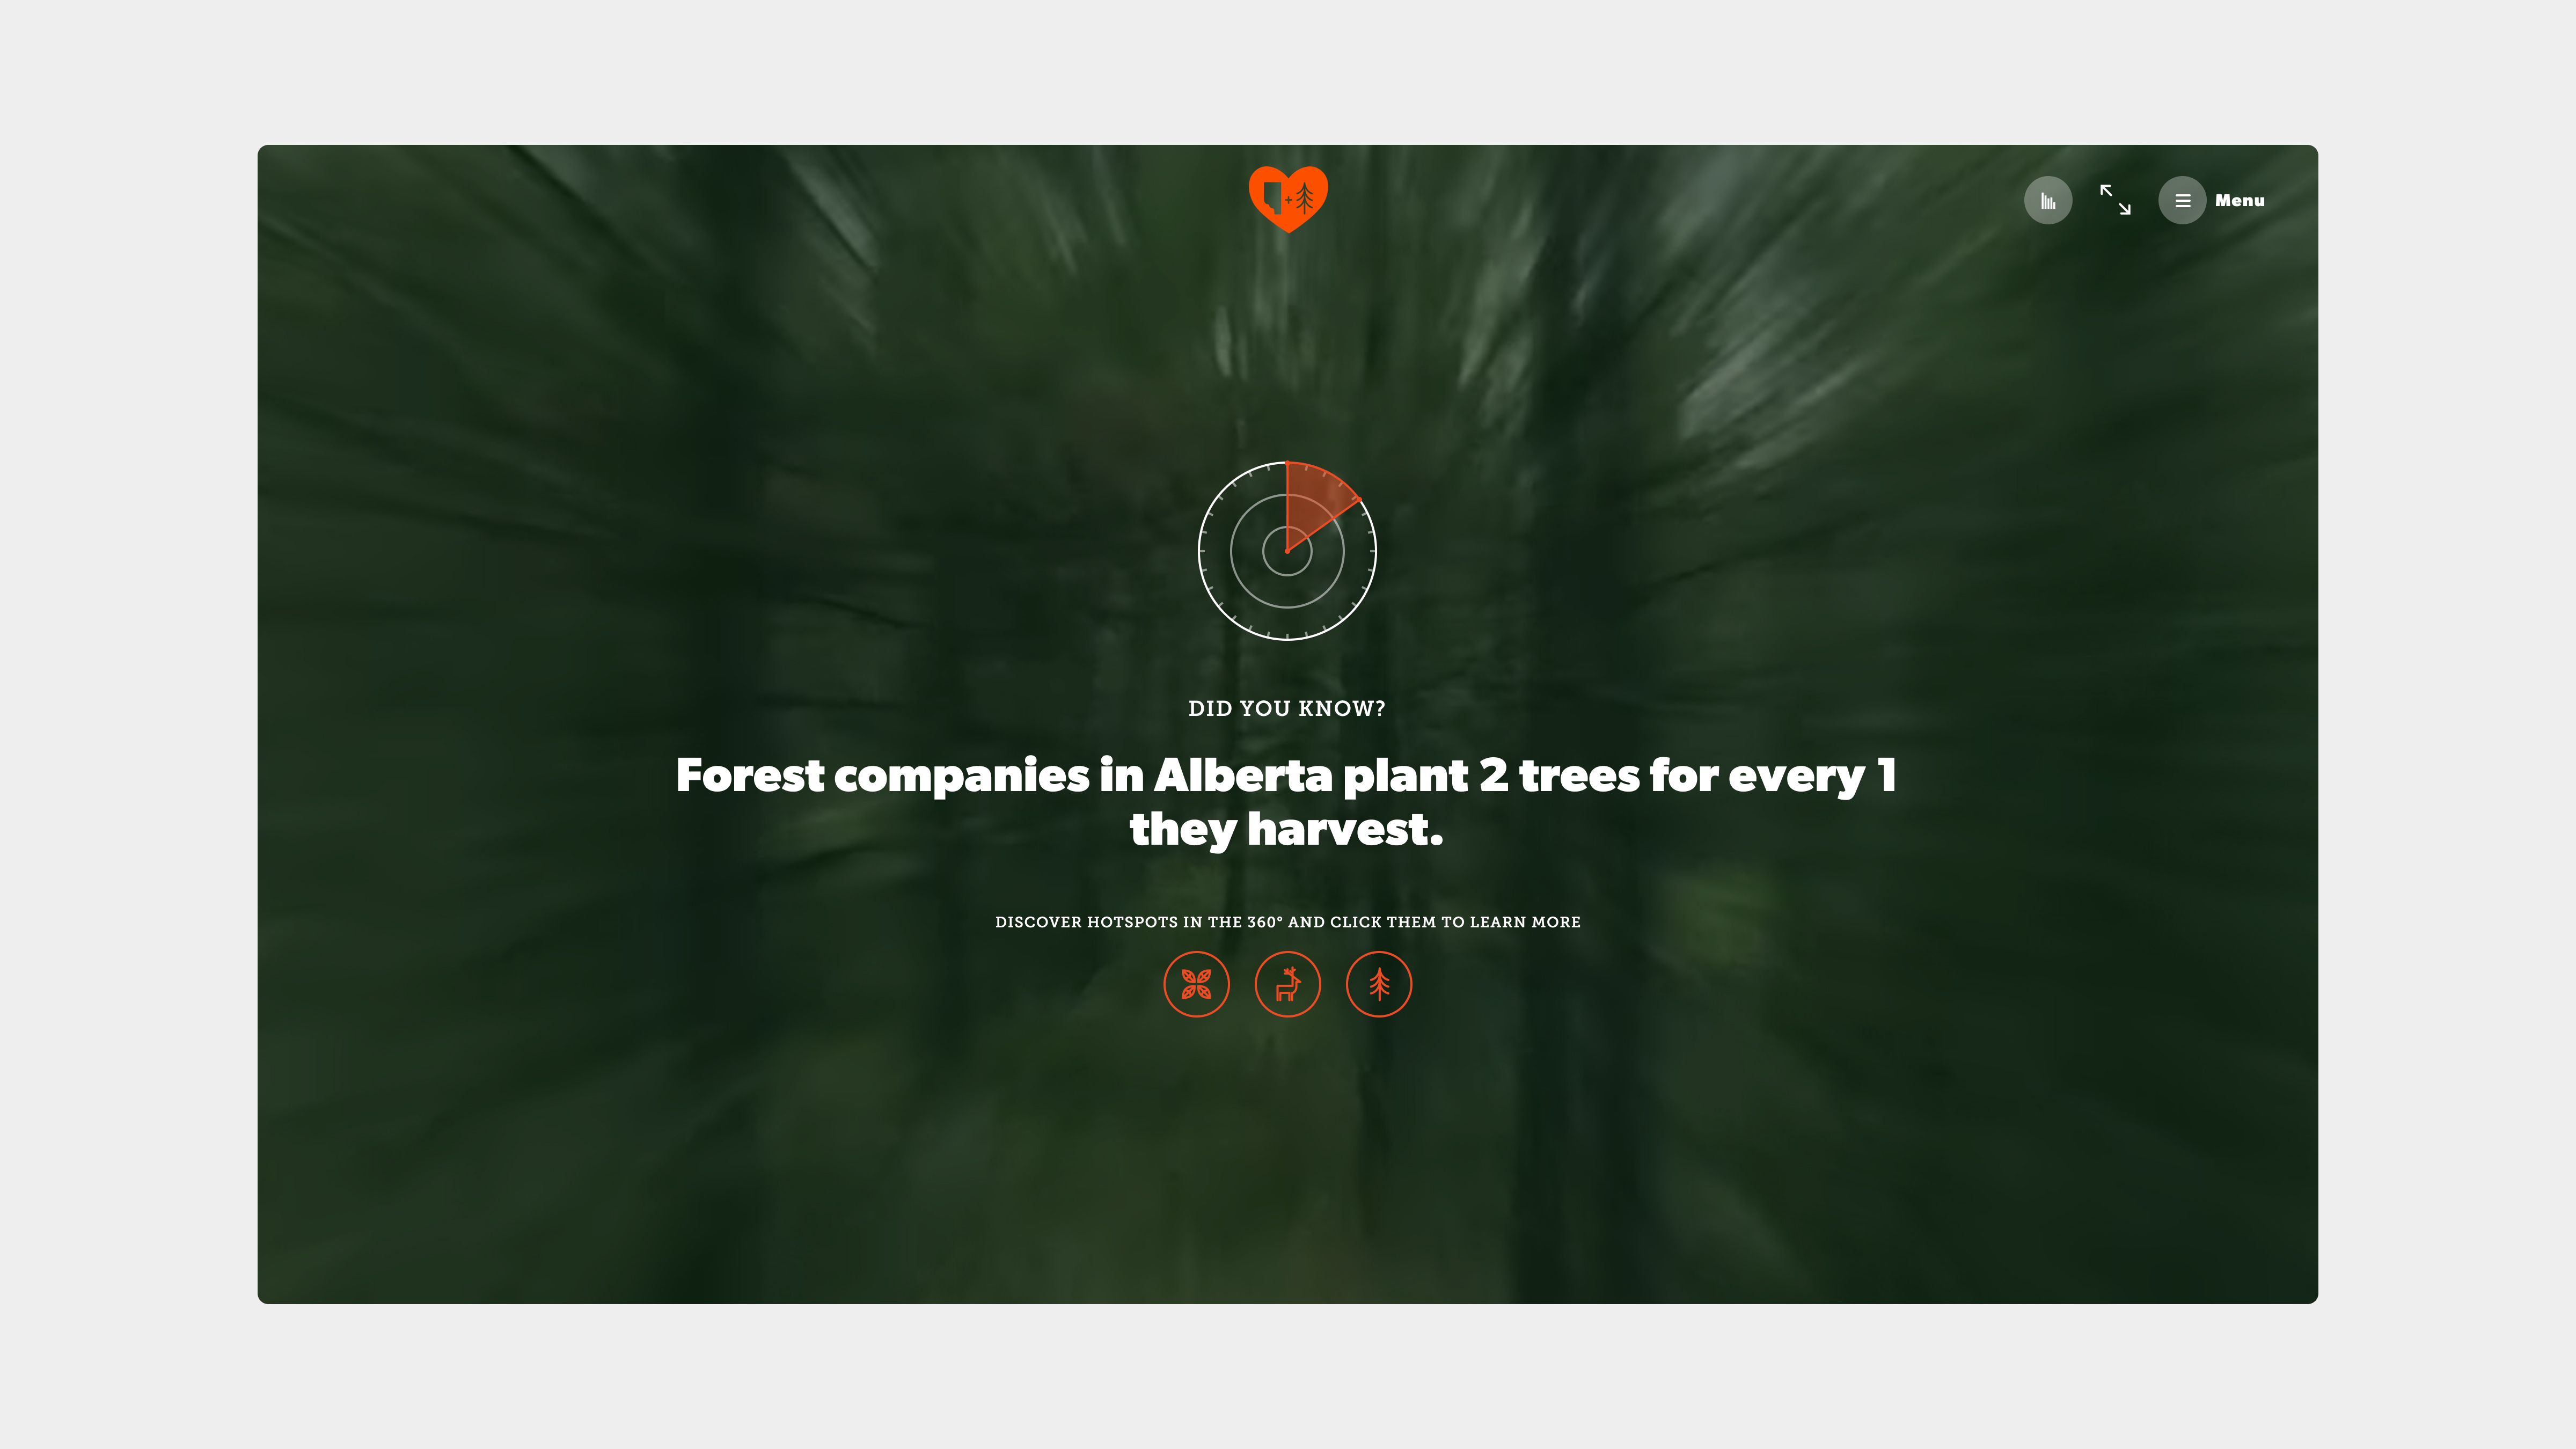 Menu
DID YOU KNOW?
Forest companies in Alberta plant 2 trees for every 1
they harvest.
DISCOVER HOTSPOTS IN THE 360° AND CLICK THEM TO LEARN MORE